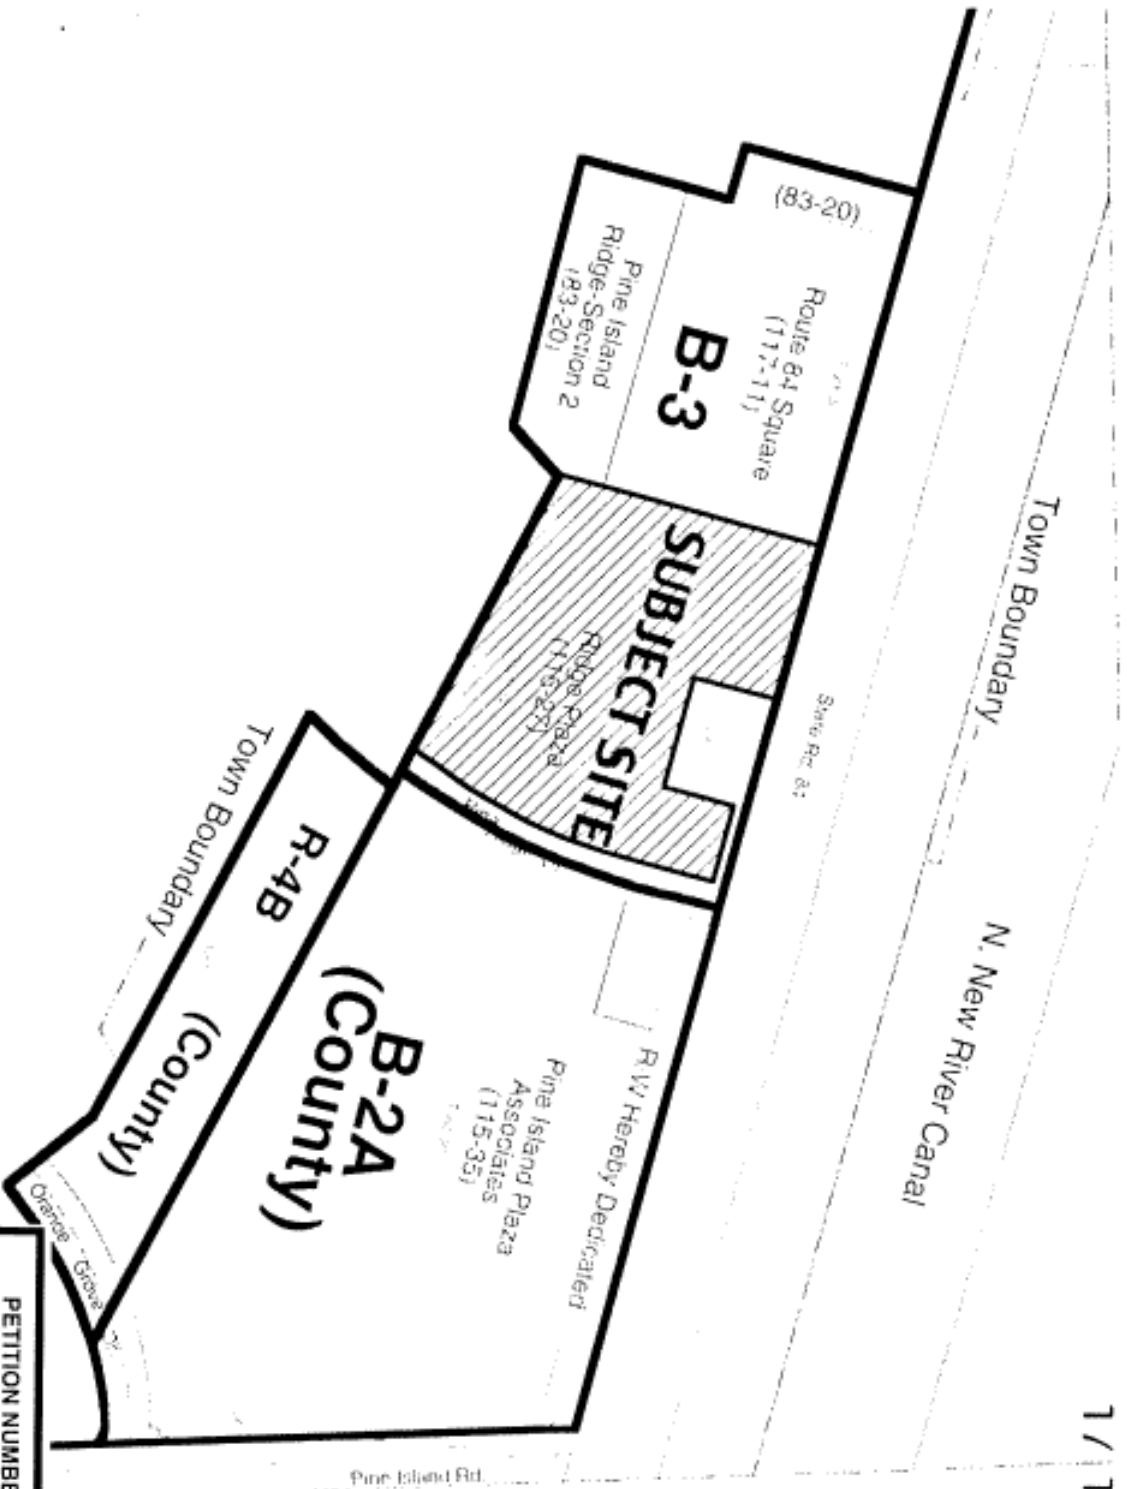 Town Boundary
N. New River Canal
State Rd. 84
(83-20)
Route 84 Square
(117-11)
B-3
Pine Island
Ridge-Section 2
(83-20)
SUBJECT SITE
Ridge Plaza
R/W Hereby Dedicated
Pine Island Plaza
Associates
(115-35)
B-2A
(County)
R-4B
(County)
Town Boundary
Orange Grove Dr
Pine Island Rd.
PETITION NUMBE